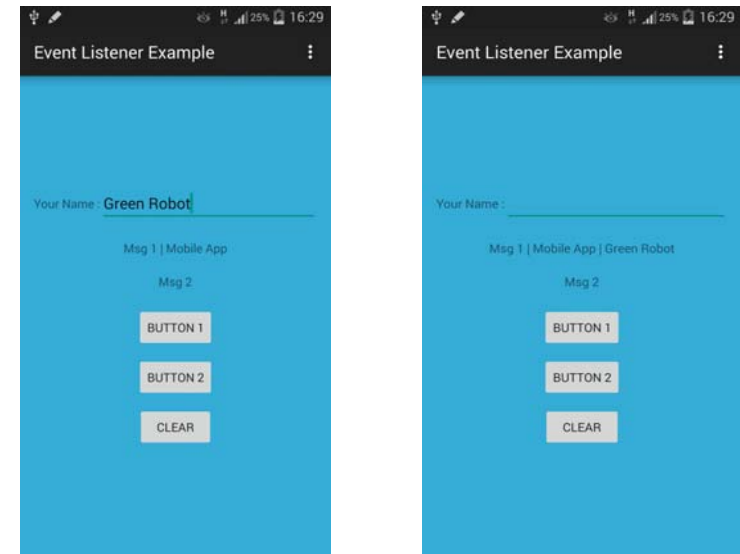 25% 16:29
Event Listener Example
Your Name : Green Robot
Msg 1 | Mobile App
Msg 2
BUTTON 1
BUTTON 2
CLEAR
25% 16:29
Event Listener Example
Your Name :
Msg 1 | Mobile App | Green Robot
Msg 2
BUTTON 1
BUTTON 2
CLEAR